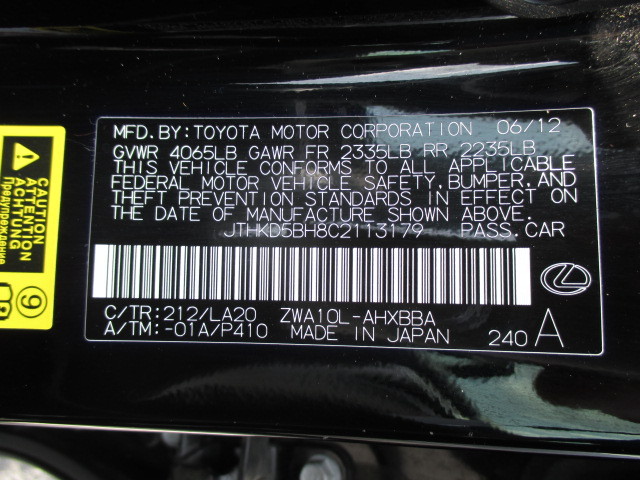 MFD. BY: TOYOTA MOTOR CORPORATION 06/12
GVWR 4065LB GAWR FR 2335LB RR 2235LB
THIS VEHICLE CONFORMS TO ALL APPLICABLE
FEDERAL MOTOR VEHICLE SAFETY, BUMPER, AND
THEFT PREVENTION STANDARDS IN EFFECT ON
THE DATE OF MANUFACTURE SHOWN ABOVE.
JTHKD5BH8C2113179 PASS. CAR
C/TR: 212/LA20 ZWA10L-AHXBBA
A/TM: -01A/P410 MADE IN JAPAN 240 A
ATTENTION
ACHTUNG
Предупреждение
9